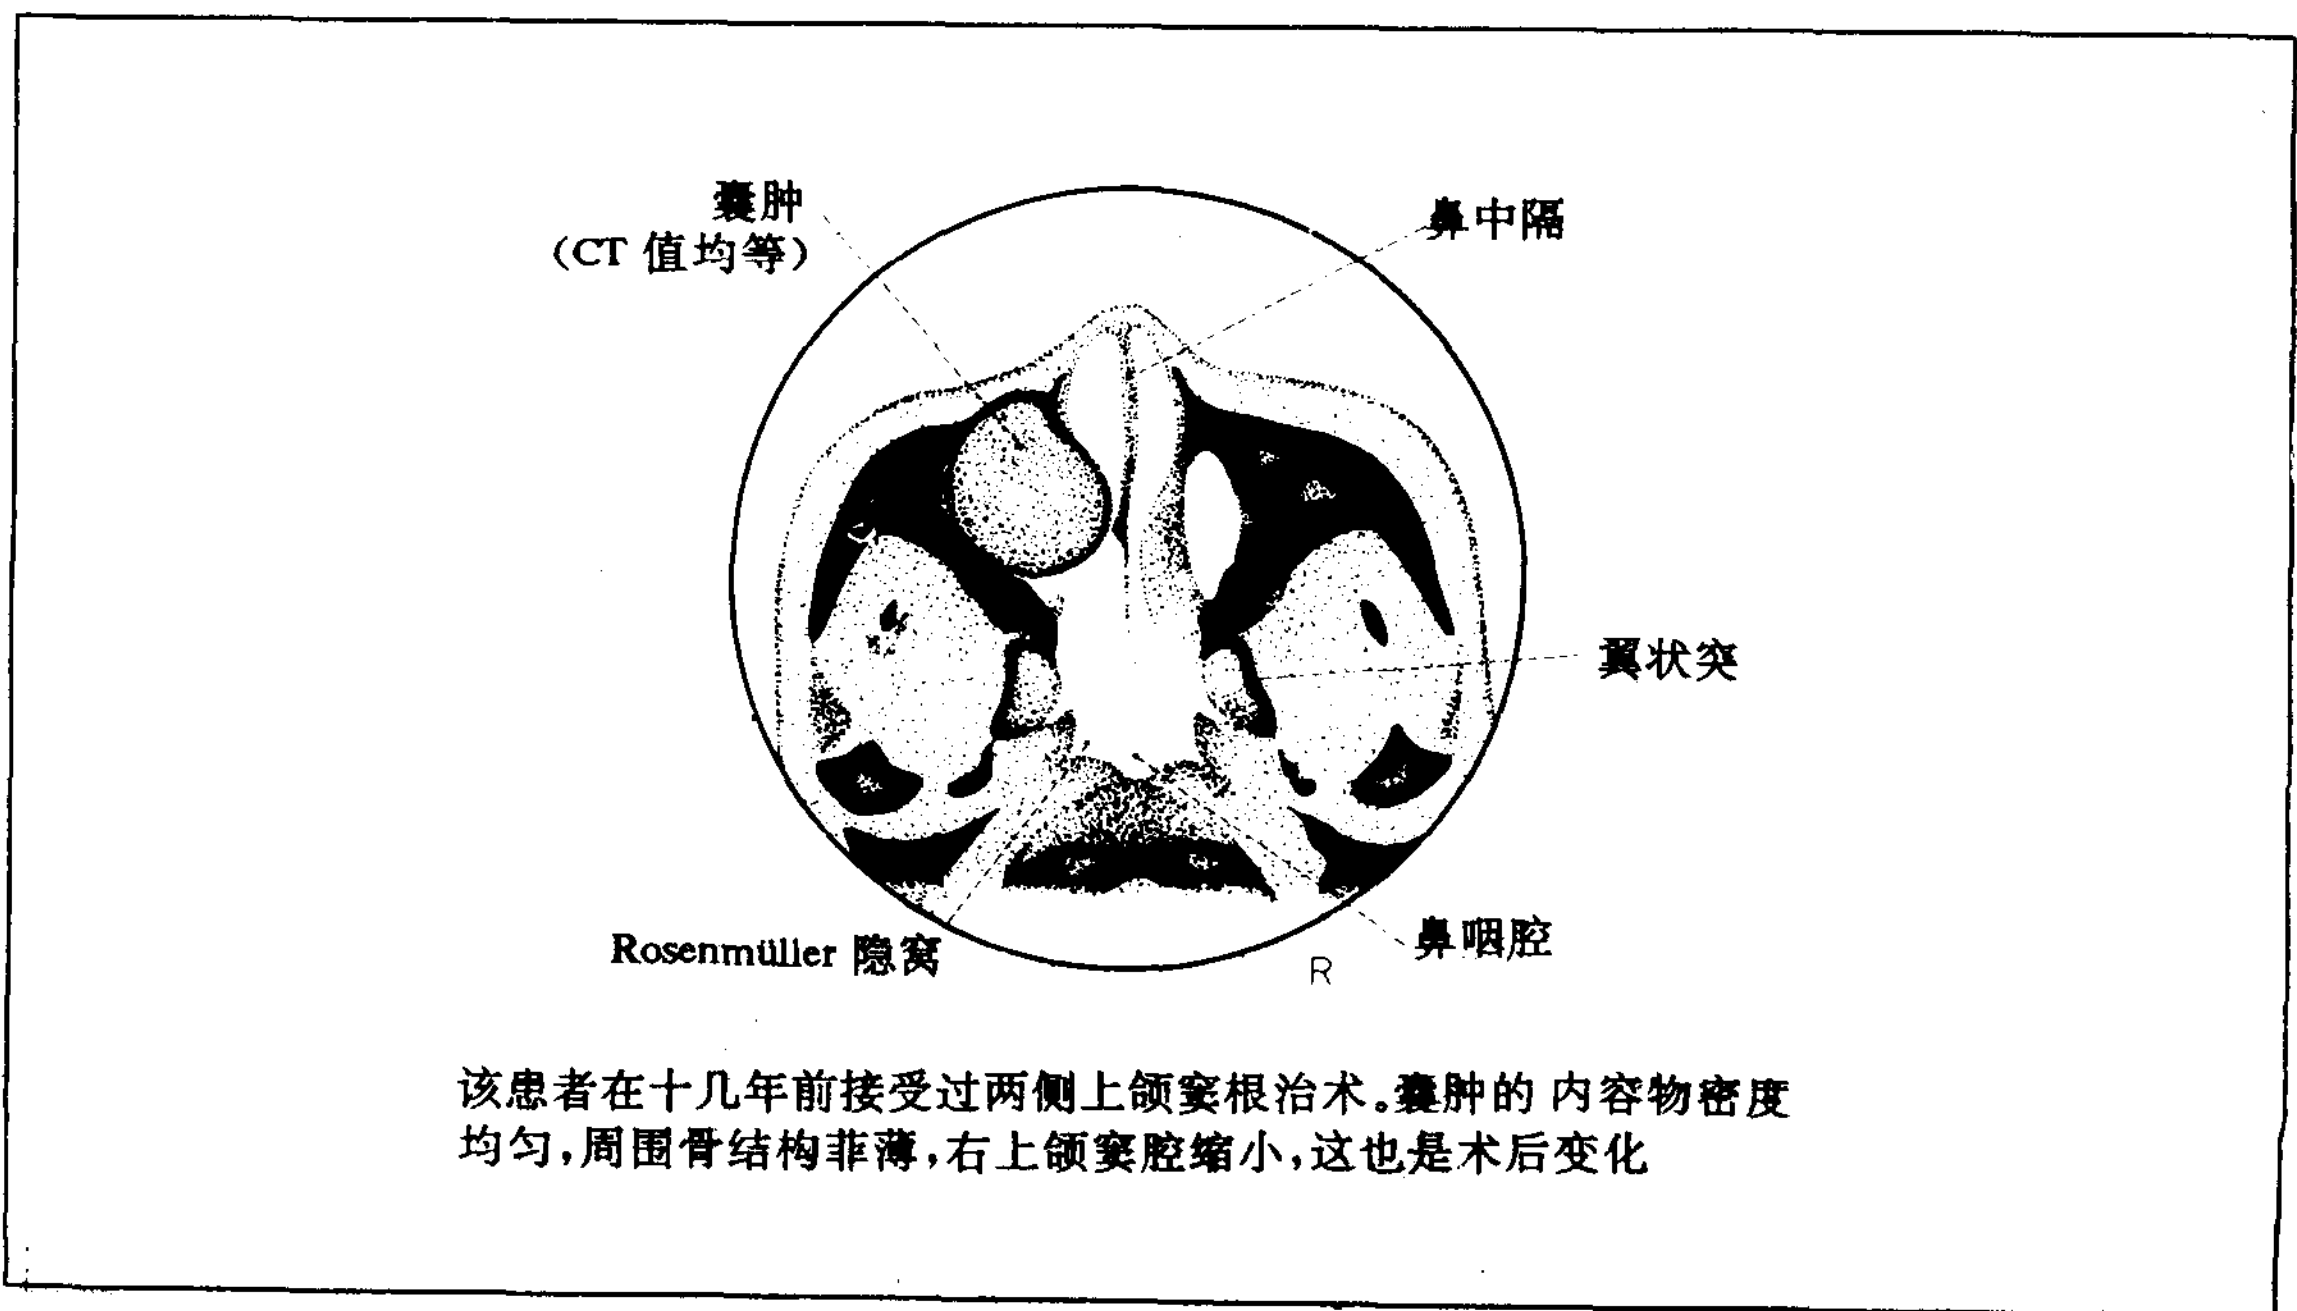 囊肿
（CT 值均等）
鼻中隔
翼状突
Rosenmüller 隐窝
鼻咽腔
R
该患者在十几年前接受过两侧上颌窦根治术。囊肿的 内容物密度
均匀，周围骨结构菲薄，右上颌窦腔缩小，这也是术后变化